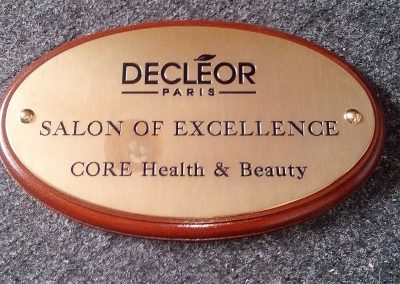 DECLÉOR
PARIS
SALON OF EXCELLENCE
CORE Health & Beauty